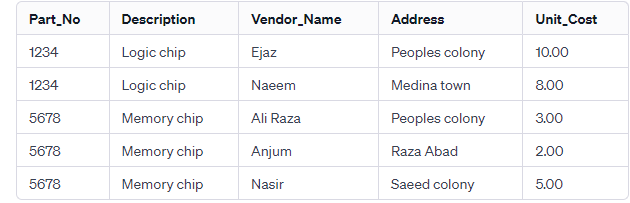 Part_No Description Vendor_Name Address Unit_Cost
1234 Logic chip Ejaz Peoples colony 10.00
1234 Logic chip Naeem Medina town 8.00
5678 Memory chip Ali Raza Peoples colony 3.00
5678 Memory chip Anjum Raza Abad 2.00
5678 Memory chip Nasir Saeed colony 5.00